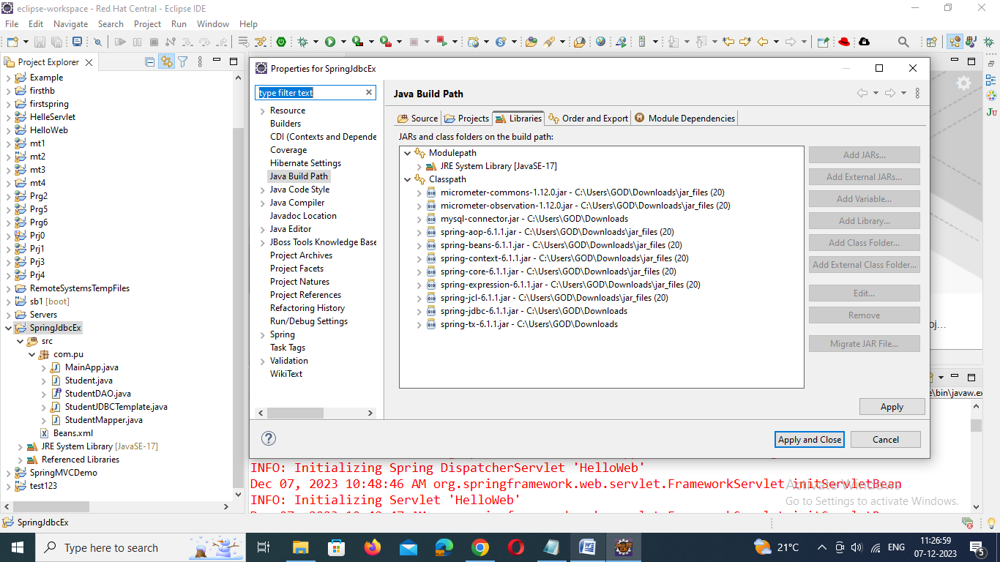 eclipse-workspace - Red Hat Central - Eclipse IDE
File Edit Navigate Search Project Run Window Help
Project Explorer
Example
firsthb
firstspring
HelleServlet
HelloWeb
mt1
mt2
mt3
mt4
Prg2
Prg5
Prg6
Prj0
Prj1
Prj3
Prj4
RemoteSystemsTempFiles
sb1 [boot]
Servers
SpringJdbcEx
src
com.pu
MainApp.java
Student.java
StudentDAO.java
StudentJDBCTemplate.java
StudentMapper.java
Beans.xml
JRE System Library [JavaSE-17]
Referenced Libraries
SpringMVCDemo
test123
Properties for SpringJdbcEx
type filter text
Resource
Builders
CDI (Contexts and Depende
Coverage
Hibernate Settings
Java Build Path
Java Code Style
Java Compiler
Javadoc Location
Java Editor
JBoss Tools Knowledge Base
Project Archives
Project Facets
Project Natures
Project References
Refactoring History
Run/Debug Settings
Spring
Task Tags
Validation
WikiText
Java Build Path
Source Projects Libraries Order and Export Module Dependencies
JARs and class folders on the build path:
Modulepath
JRE System Library [JavaSE-17]
Classpath
micrometer-commons-1.12.0.jar - C:\Users\GOD\Downloads\jar_files (20)
micrometer-observation-1.12.0.jar - C:\Users\GOD\Downloads\jar_files (20)
mysql-connector.jar - C:\Users\GOD\Downloads
spring-aop-6.1.1.jar - C:\Users\GOD\Downloads\jar_files (20)
spring-beans-6.1.1.jar - C:\Users\GOD\Downloads\jar_files (20)
spring-context-6.1.1.jar - C:\Users\GOD\Downloads\jar_files (20)
spring-core-6.1.1.jar - C:\Users\GOD\Downloads\jar_files (20)
spring-expression-6.1.1.jar - C:\Users\GOD\Downloads\jar_files (20)
spring-jcl-6.1.1.jar - C:\Users\GOD\Downloads\jar_files (20)
spring-jdbc-6.1.1.jar - C:\Users\GOD\Downloads
spring-tx-6.1.1.jar - C:\Users\GOD\Downloads
Add JARs...
Add External JARs...
Add Variable...
Add Library...
Add Class Folder...
Add External Class Folder...
Edit...
Remove
Migrate JAR File...
Apply
Apply and Close Cancel
oj...
e\bin\javaw.ex
INFO: Initializing Spring DispatcherServlet 'HelloWeb'
Dec 07, 2023 10:48:46 AM org.springframework.web.servlet.FrameworkServlet initServletBean
INFO: Initializing Servlet 'HelloWeb'
Activate Windows
Go to Settings to activate Windows.
SpringJdbcEx
Type here to search
21°C
ENG
11:26:59
07-12-2023
5